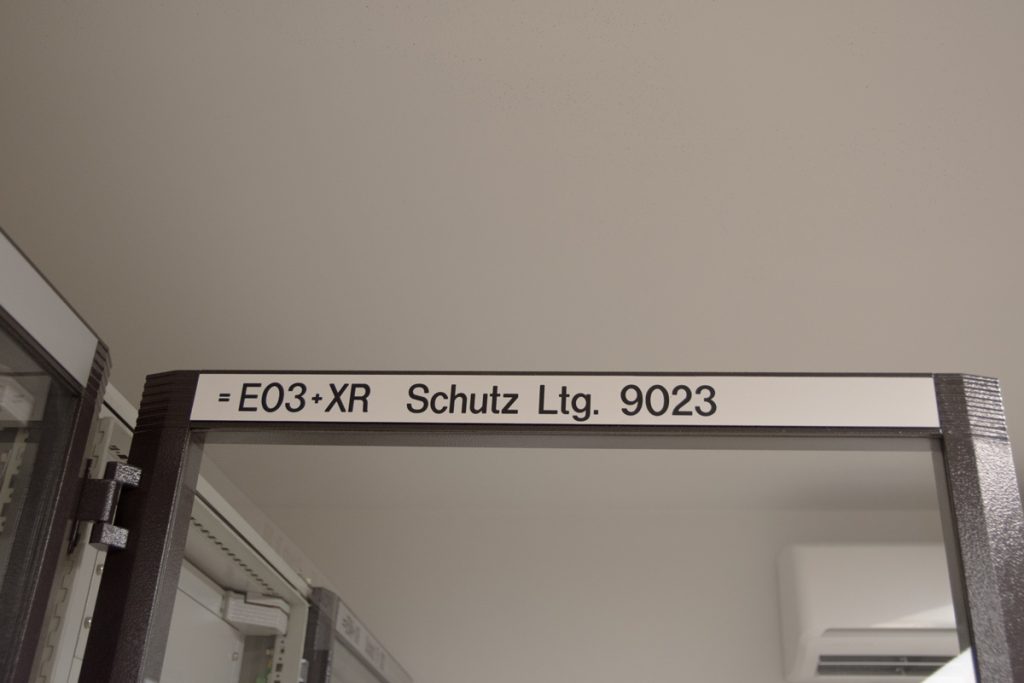 =E03+XR Schutz Ltg. 9023